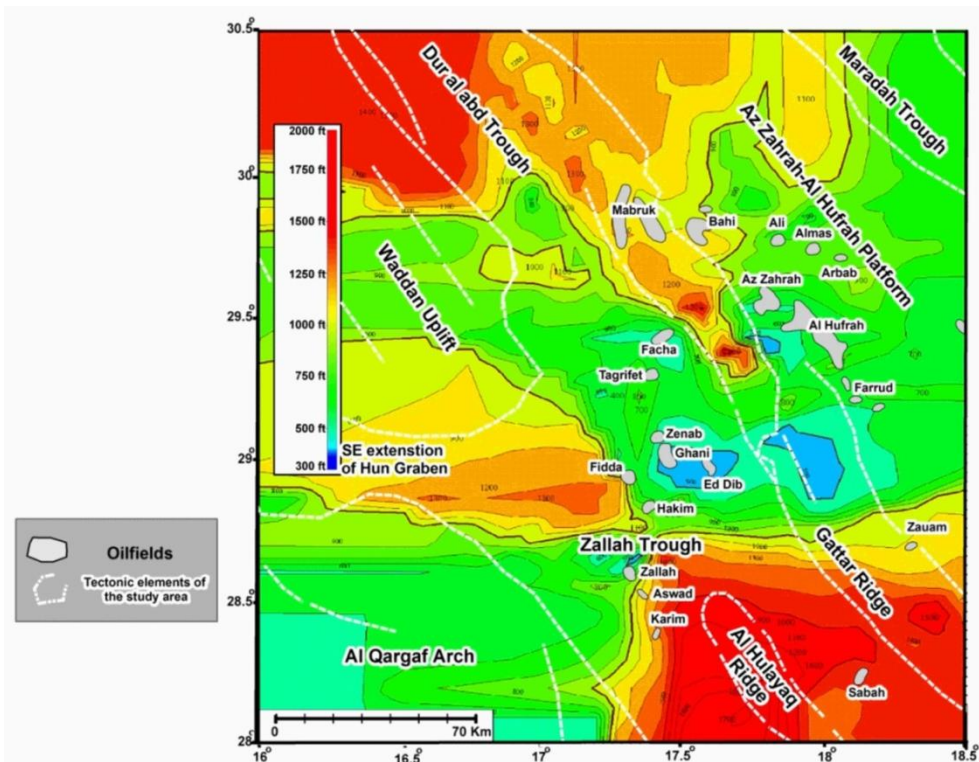 30.5°
30°
29.5°
29°
28.5°
28°
16°
16.5°
17°
17.5°
18°
18.5°
Dur al abd Trough
Maradah Trough
Az Zahrah-Al Hufrah Platform
Waddan Uplift
2000 ft
1750 ft
1500 ft
1250 ft
1000 ft
750 ft
500 ft
300 ft
SE extenstion
of Hun Graben
Mabruk
Bahi
Ali
Almas
Arbab
Az Zahrah
Al Hufrah
Facha
Tagrifet
Farrud
Zenab
Ghani
Fidda
Ed Dib
Hakim
Zauam
Zallah Trough
Zallah
Aswad
Karim
Gattar Ridge
Al Hulayaq
Ridge
Sabah
Al Qargaf Arch
0
70 Km
Oilfields
Tectonic elements of
the study area
1200
1200
1000
1200
700